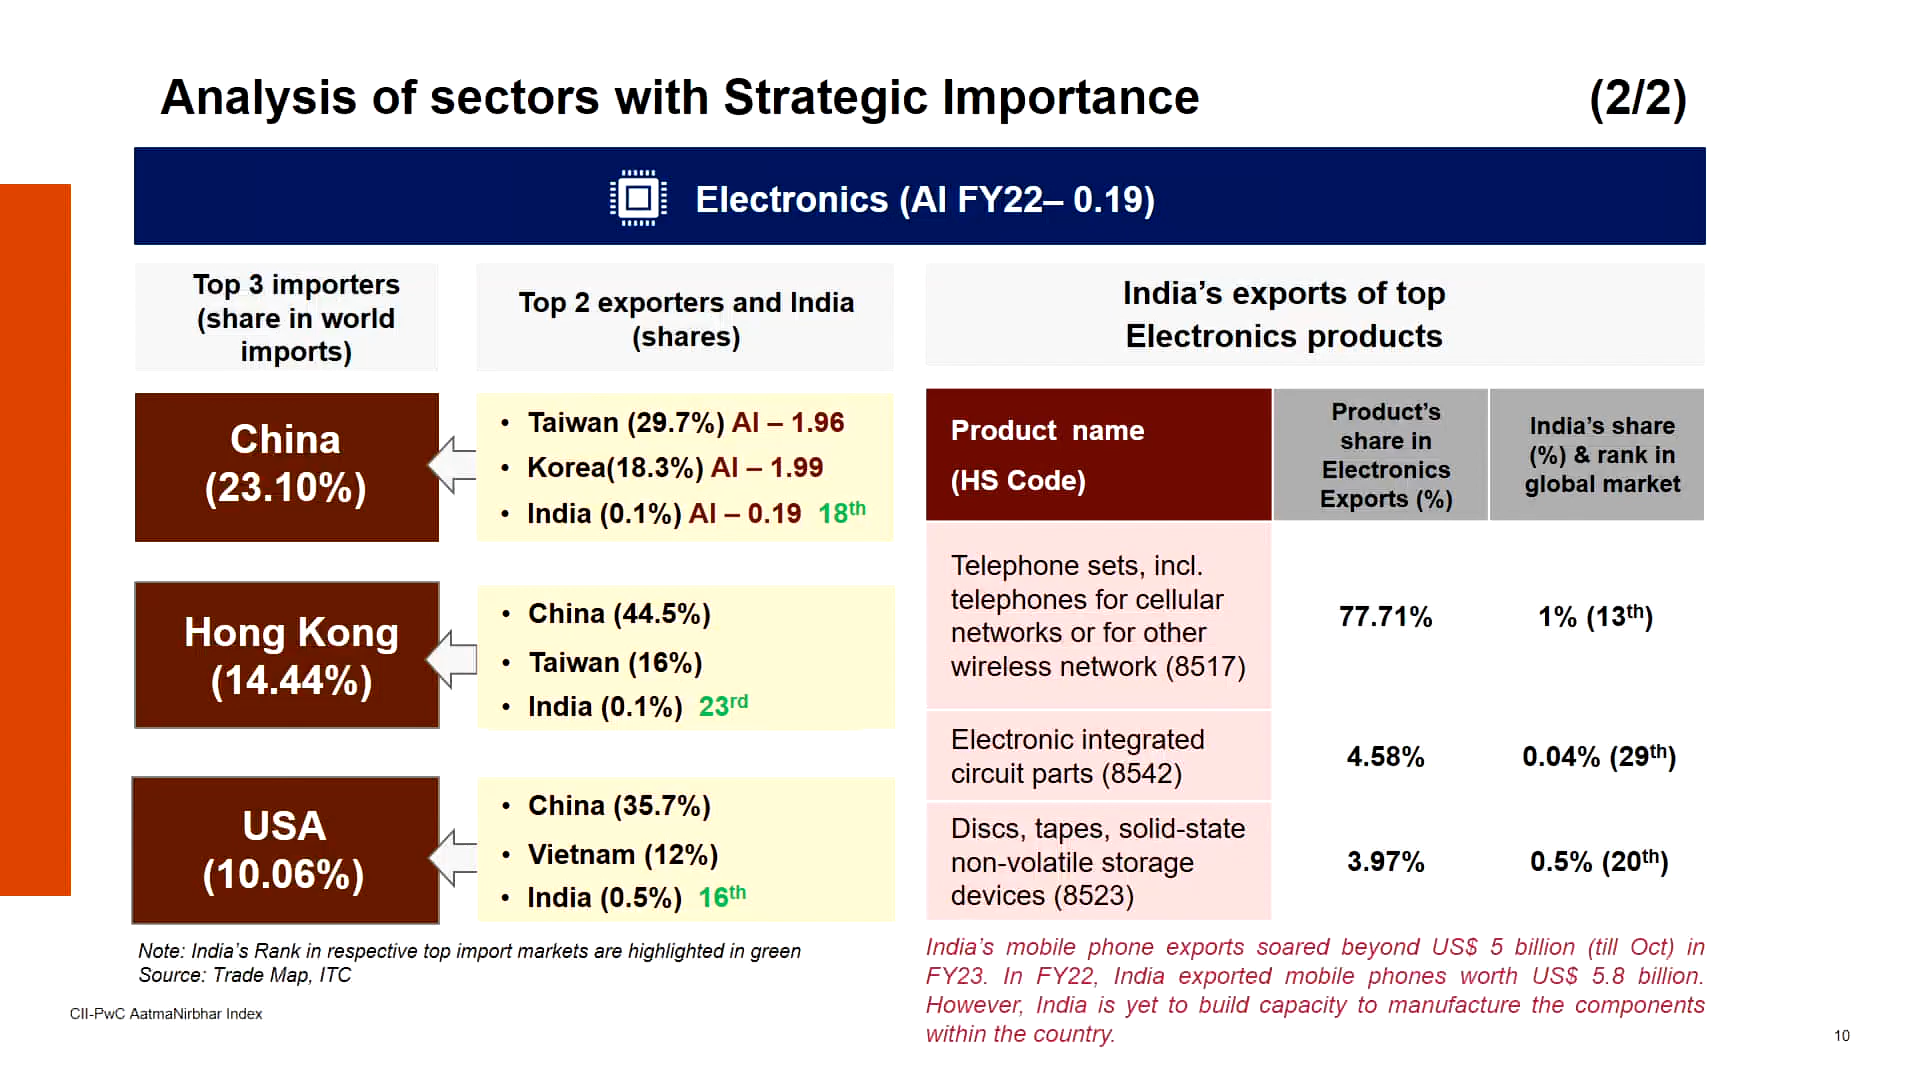 Analysis of sectors with Strategic Importance (2/2)
Electronics (AI FY22– 0.19)
Top 3 importers
(share in world
imports)
Top 2 exporters and India
(shares)
India’s exports of top
Electronics products
China
(23.10%)
• Taiwan (29.7%) AI – 1.96
• Korea(18.3%) AI – 1.99
• India (0.1%) AI – 0.19 18th
Hong Kong
(14.44%)
• China (44.5%)
• Taiwan (16%)
• India (0.1%) 23rd
USA
(10.06%)
• China (35.7%)
• Vietnam (12%)
• India (0.5%) 16th
Note: India’s Rank in respective top import markets are highlighted in green
Source: Trade Map, ITC
Product name
(HS Code)
Product’s
share in
Electronics
Exports (%)
India’s share
(%) & rank in
global market
Telephone sets, incl.
telephones for cellular
networks or for other
wireless network (8517)
77.71%
1% (13th)
Electronic integrated
circuit parts (8542)
4.58%
0.04% (29th)
Discs, tapes, solid-state
non-volatile storage
devices (8523)
3.97%
0.5% (20th)
India’s mobile phone exports soared beyond US$ 5 billion (till Oct) in
FY23. In FY22, India exported mobile phones worth US$ 5.8 billion.
However, India is yet to build capacity to manufacture the components
within the country.
CII-PwC AatmaNirbhar Index
10